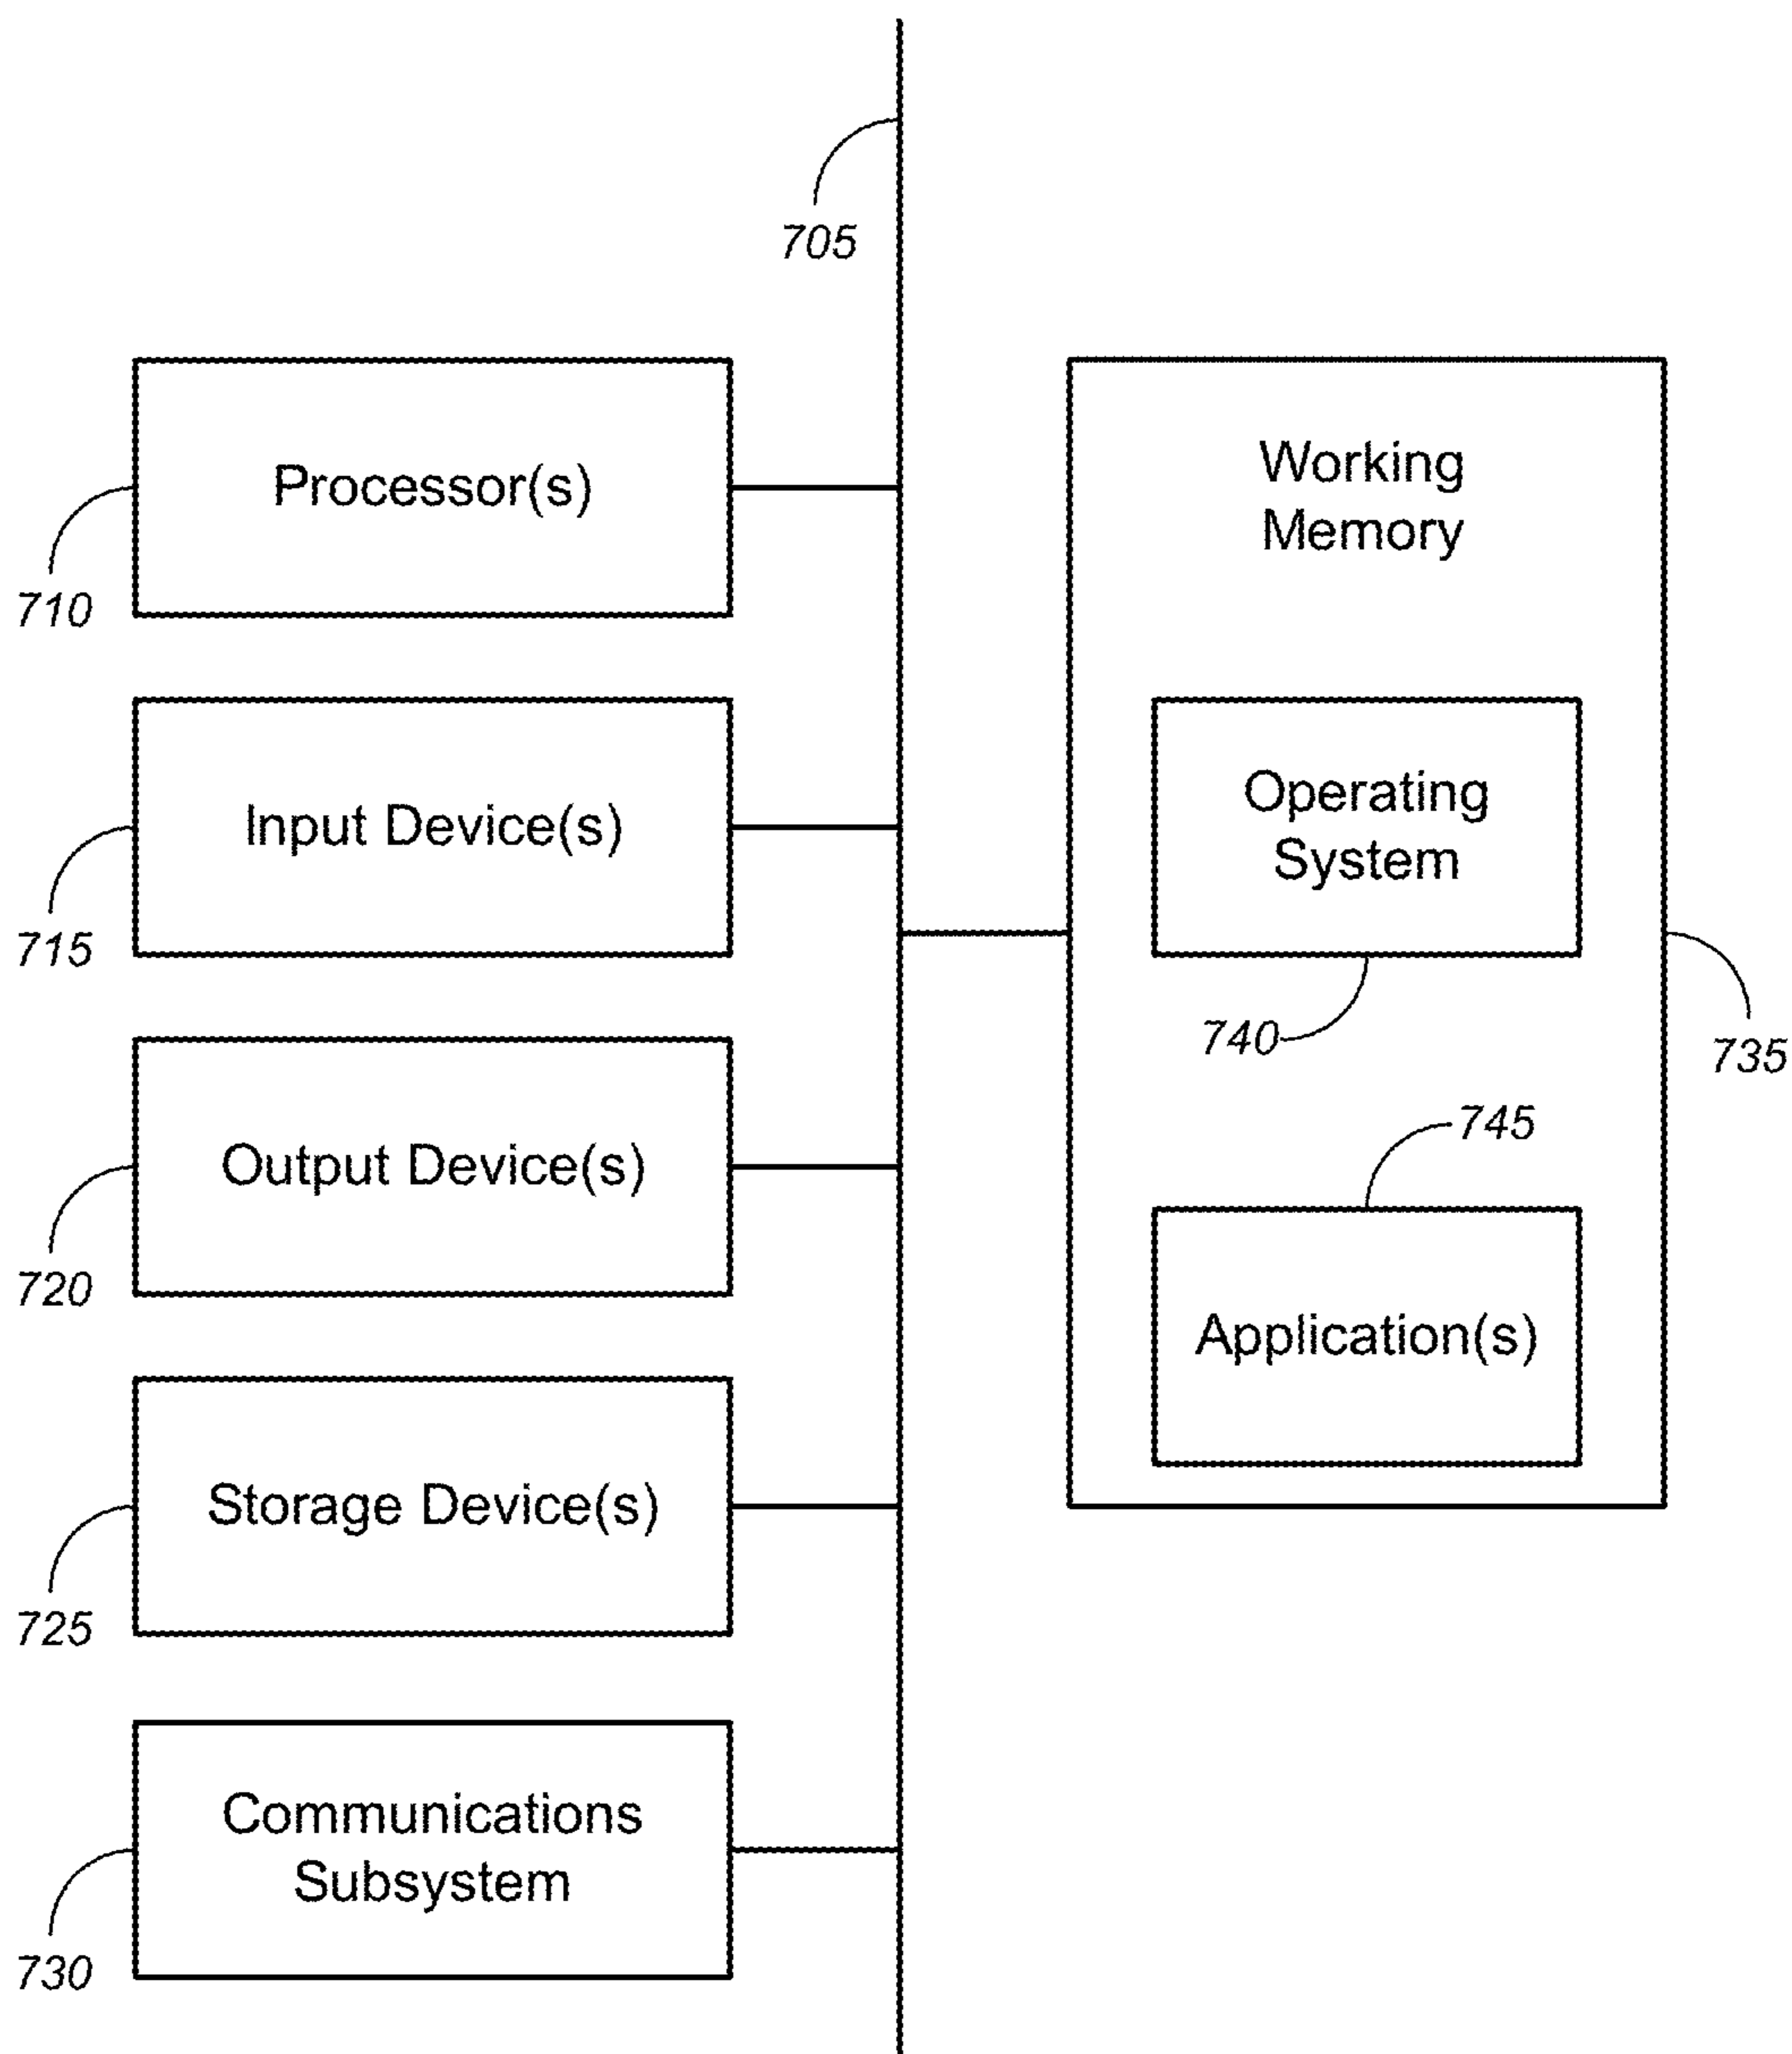 705
Processor(s)
710
Input Device(s)
715
Output Device(s)
720
Storage Device(s)
725
Communications
Subsystem
730
Working
Memory
Operating
System
740
735
745
Application(s)